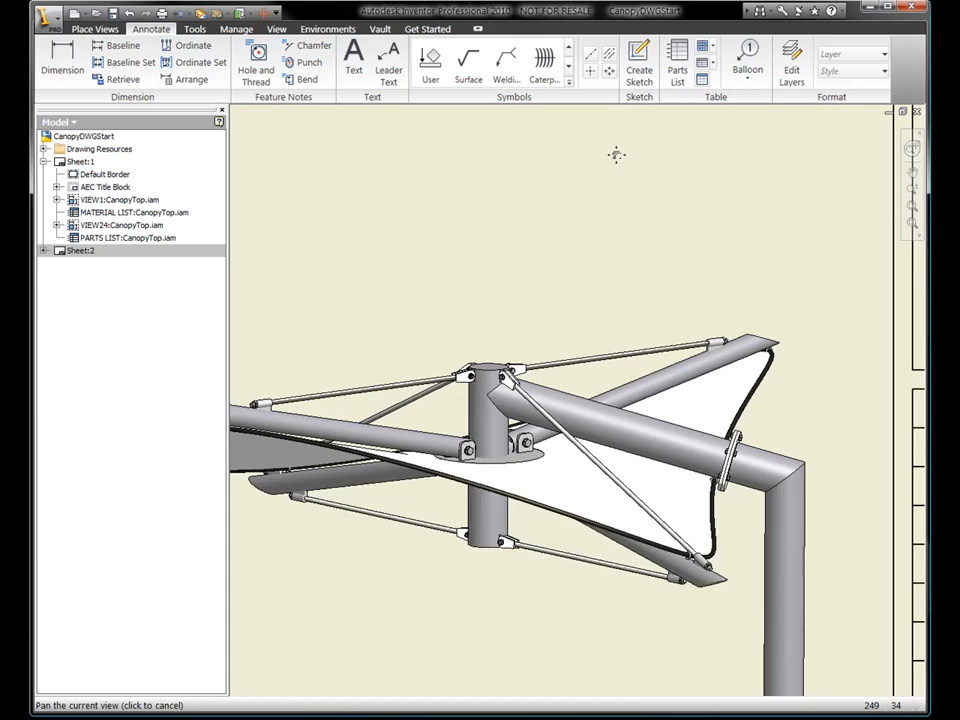 Autodesk Inventor Professional 2010 - NOT FOR RESALE - CanopyDWGStart
PRO
Place Views Annotate Tools Manage View Environments Vault Get Started
Dimension
Baseline
Baseline Set
Retrieve
Ordinate
Ordinate Set
Arrange
Hole and Thread
Chamfer
Punch
Bend
Text
Leader Text
User
Surface
Weldi...
Caterp...
Create Sketch
Parts List
Balloon
Edit Layers
Layer
Style
Dimension Feature Notes Text Symbols Sketch Table Format
Model
CanopyDWGStart
Drawing Resources
Sheet:1
Default Border
AEC Title Block
VIEW1:CanopyTop.iam
MATERIAL LIST:CanopyTop.iam
VIEW24:CanopyTop.iam
PARTS LIST:CanopyTop.iam
Sheet:2
Pan the current view (click to cancel)
249 34